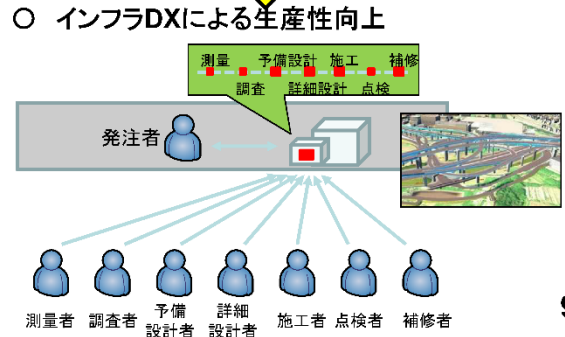 ○ インフラDXによる生産性向上
測量 予備設計 施工 補修
調査 詳細設計 点検
発注者
測量者 調査者 予備設計者 詳細設計者 施工者 点検者 補修者